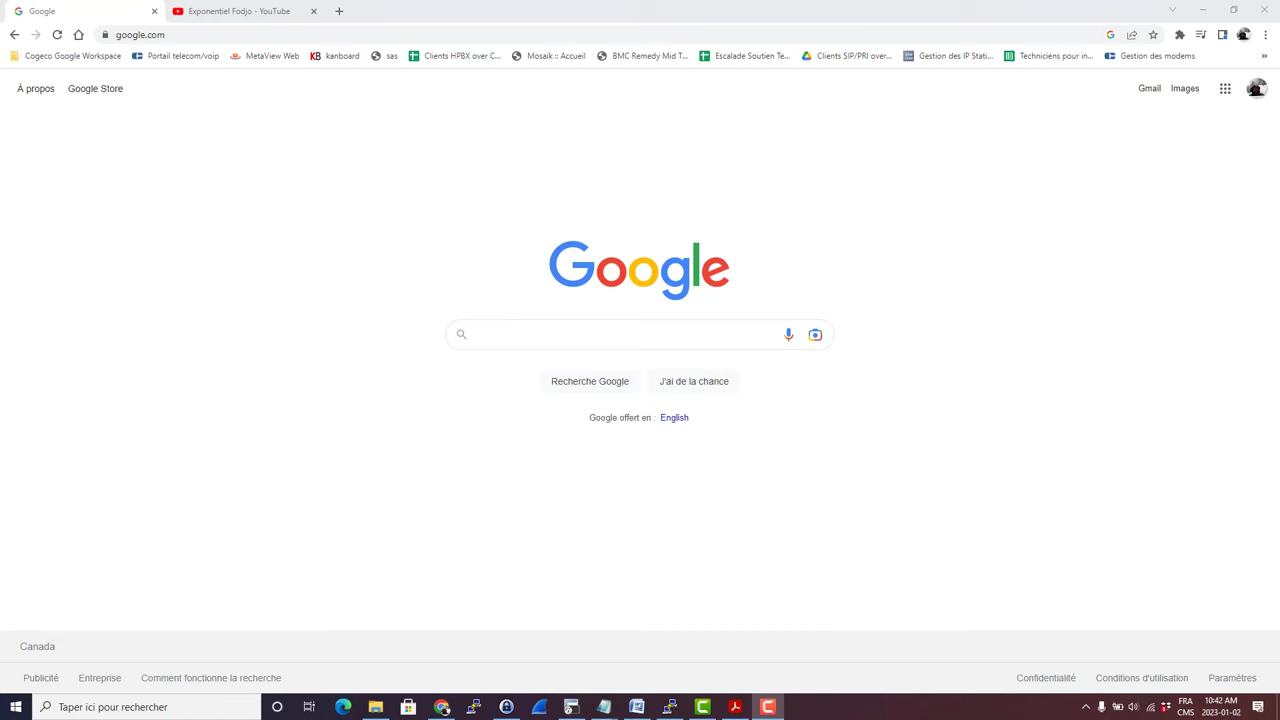 Google
Exponentiel Fodjo - YouTube
google.com
Cogeco Google Workspace
Portail telecom/voip
MetaView Web
KB kanboard
sas
Clients HPBX over C...
Mosaik :: Accueil
BMC Remedy Mid T...
Escalade Soutien Te...
Clients SIP/PRI over...
Gestion des IP Stati...
Techniciens pour in...
Gestion des modems
À propos
Google Store
Gmail
Images
Google
Recherche Google
J'ai de la chance
Google offert en : English
Canada
Publicité
Entreprise
Comment fonctionne la recherche
Confidentialité
Conditions d'utilisation
Paramètres
Taper ici pour rechercher
FRA
CMS
10:42 AM
2023-01-02